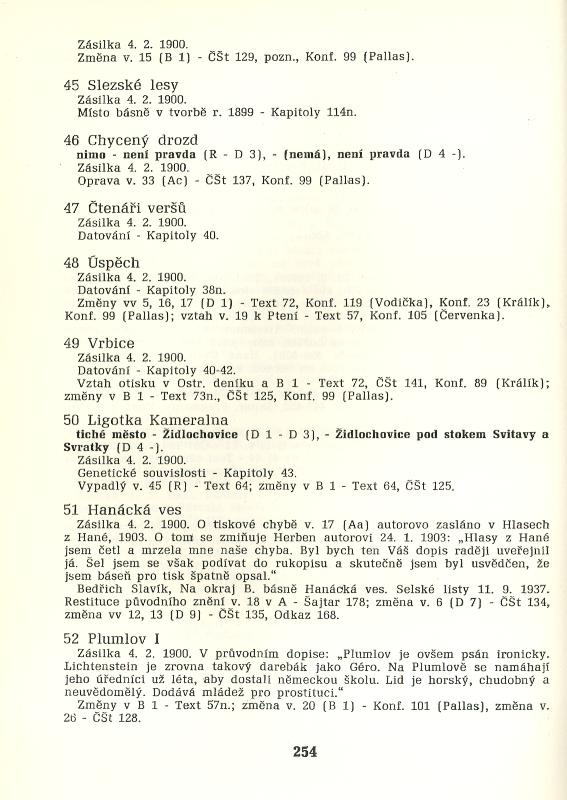 Zásilka 4. 2. 1900.
Změna v. 15 (B 1) - ČŠt 129, pozn., Konf. 99 (Pallas).
45 Slezské lesy
Zásilka 4. 2. 1900.
Místo básně v tvorbě r. 1899 - Kapitoly 114n.
46 Chycený drozd
nimo - není pravda (R - D 3), - (nemá), není pravda (D 4 -).
Zásilka 4. 2. 1900.
Oprava v. 33 (Ac) - ČŠt 137, Konf. 99 (Pallas).
47 Čtenáři veršů
Zásilka 4. 2. 1900.
Datování - Kapitoly 40.
48 Úspěch
Zásilka 4. 2. 1900.
Datování - Kapitoly 38n.
Změny vv 5, 16, 17 (D 1) - Text 72, Konf. 119 (Vodička), Konf. 23 (Králík),
Konf. 99 (Pallas); vztah v. 19 k Ptení - Text 57, Konf. 105 (Červenka).
49 Vrbice
Zásilka 4. 2. 1900.
Datování - Kapitoly 40-42.
Vztah otisku v Ostr. deníku a B 1 - Text 72, ČŠt 141, Konf. 89 (Králík);
změny v B 1 - Text 73n., ČŠt 125, Konf. 99 (Pallas).
50 Ligotka Kameralna
tiché město - Židlochovice (D 1 - D 3), - Židlochovice pod stokem Svitavy a
Svratky (D 4 -).
Zásilka 4. 2. 1900.
Genetické souvislosti - Kapitoly 43.
Vypadlý v. 45 (R) - Text 64; změny v B 1 - Text 64, ČŠt 125.
51 Hanácká ves
Zásilka 4. 2. 1900. O tiskové chybě v. 17 (Aa) autorovo zasláno v Hlasech
z Hané, 1903. O tom se zmiňuje Herben autorovi 24. 1. 1903: „Hlasy z Hané
jsem četl a mrzela mne naše chyba. Byl bych ten Váš dopis raději uveřejnil
já. Šel jsem se však podívat do rukopisu a skutečně jsem byl usvědčen, že
jsem báseň pro tisk špatně opsal."
Bedřich Slavík, Na okraj B. básně Hanácká ves. Selské listy 11. 9. 1937.
Restituce původního znění v. 18 v A - Šajtar 178; změna v. 6 (D 7) - ČŠt 134,
změna vv 12, 13 (D 9) - ČŠt 135, Odkaz 168.
52 Plumlov I
Zásilka 4. 2. 1900. V průvodním dopise: „Plumlov je ovšem psán ironicky.
Lichtenstein je zrovna takový darebák jako Géro. Na Plumlově se namáhají
jeho úředníci už léta, aby dostali německou školu. Lid je horský, chudobný a
neuvědomělý. Dodává mládež pro prostituci."
Změny v B 1 - Text 57n.; změna v. 20 (B 1) - Konf. 101 (Pallas), změna v.
26 - ČŠt 128.
254